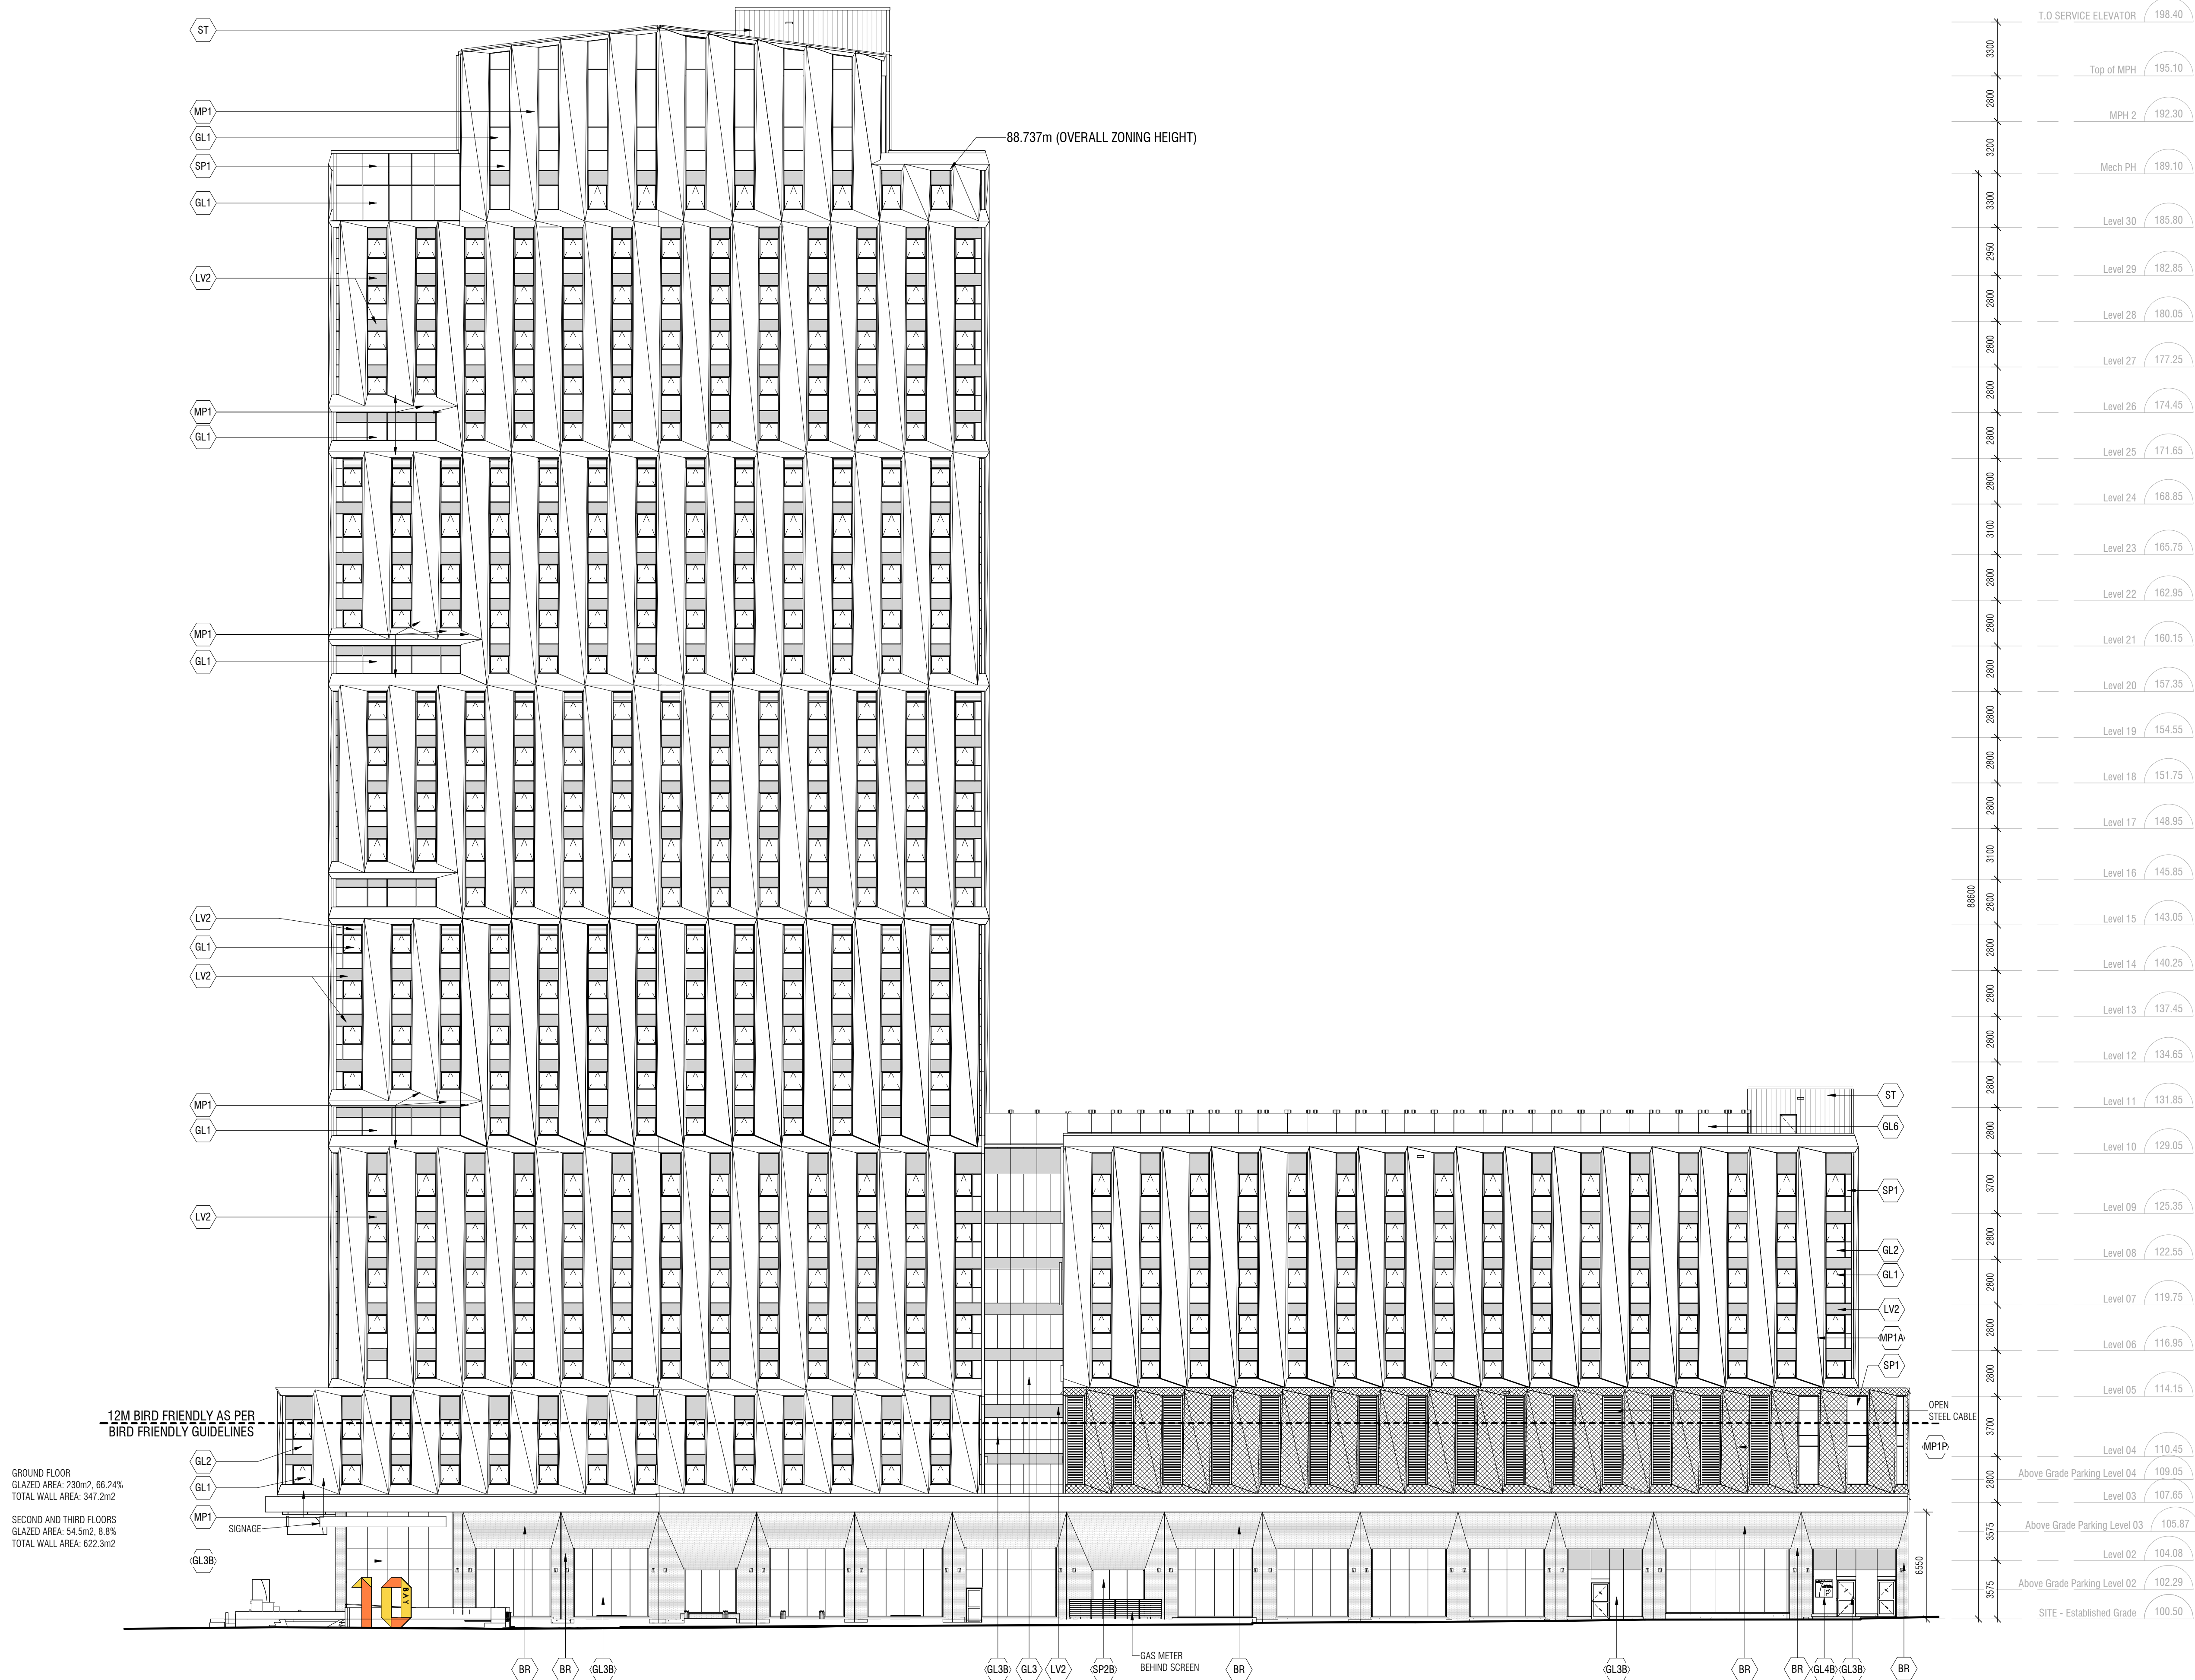 ST
MP1
GL1
SP1
GL1
LV2
MP1
GL1
MP1
GL1
LV2
GL1
LV2
MP1
GL1
LV2
88.737m (OVERALL ZONING HEIGHT)
12M BIRD FRIENDLY AS PER
BIRD FRIENDLY GUIDELINES
GL2
GL1
MP1
GL3B
SIGNAGE
GROUND FLOOR
GLAZED AREA: 230m2, 66.24%
TOTAL WALL AREA: 347.2m2
SECOND AND THIRD FLOORS
GLAZED AREA: 54.5m2, 8.8%
TOTAL WALL AREA: 622.3m2
10
BAY
BR
BR
GL3B
GL3B
GL3
LV2
SP2B
GAS METER
BEHIND SCREEN
BR
GL3B
BR
BR
GL4B
GL3B
BR
ST
GL6
SP1
GL2
GL1
LV2
MP1A
SP1
OPEN
STEEL CABLE
MP1P
6550
88600
T.O SERVICE ELEVATOR 198.40
3300
Top of MPH 195.10
2800
MPH 2 192.30
3200
Mech PH 189.10
3300
Level 30 185.80
2950
Level 29 182.85
2800
Level 28 180.05
2800
Level 27 177.25
2800
Level 26 174.45
2800
Level 25 171.65
2800
Level 24 168.85
3100
Level 23 165.75
2800
Level 22 162.95
2800
Level 21 160.15
2800
Level 20 157.35
2800
Level 19 154.55
2800
Level 18 151.75
2800
Level 17 148.95
3100
Level 16 145.85
2800
Level 15 143.05
2800
Level 14 140.25
2800
Level 13 137.45
2800
Level 12 134.65
2800
Level 11 131.85
2800
Level 10 129.05
3700
Level 09 125.35
2800
Level 08 122.55
2800
Level 07 119.75
2800
Level 06 116.95
2800
Level 05 114.15
3700
Level 04 110.45
Above Grade Parking Level 04 109.05
2800
Level 03 107.65
Above Grade Parking Level 03 105.87
3575
Level 02 104.08
Above Grade Parking Level 02 102.29
3575
SITE - Established Grade 100.50